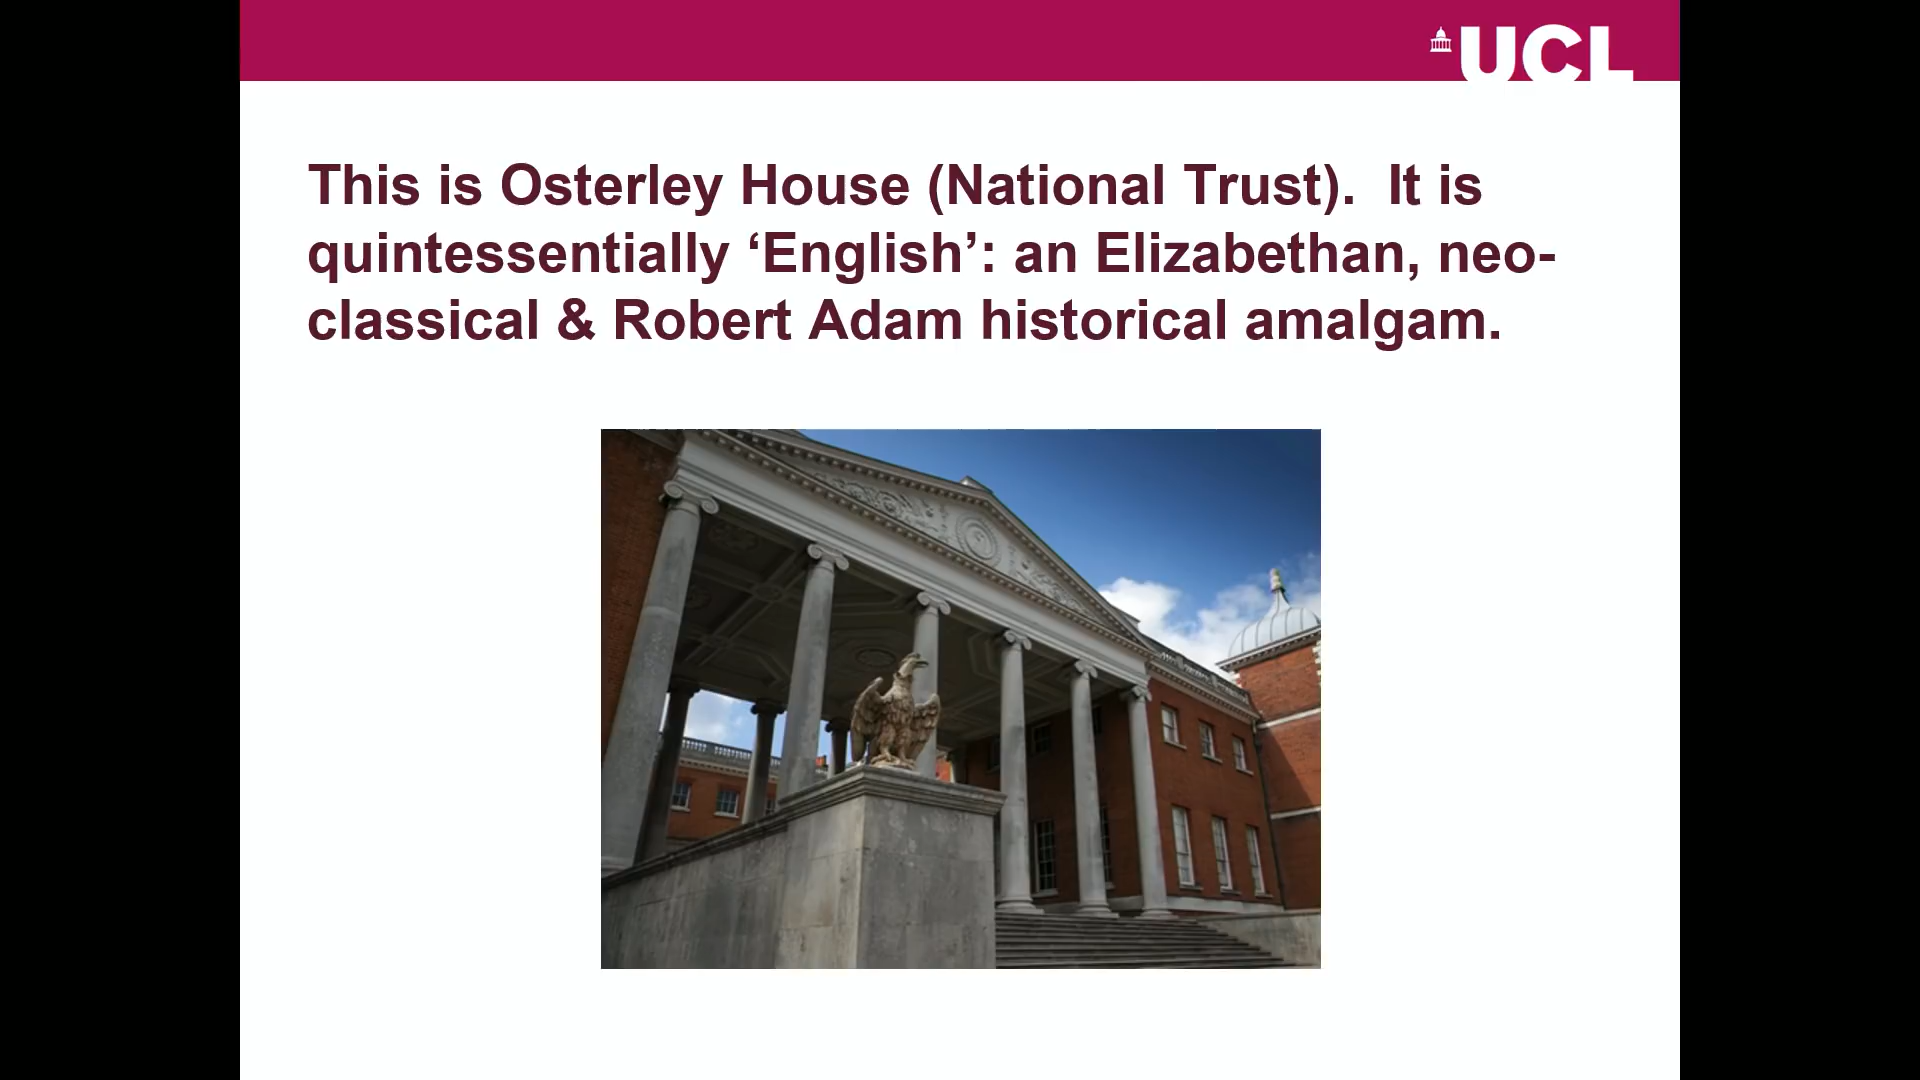 UCL
This is Osterley House (National Trust).  It is
quintessentially ‘English’: an Elizabethan, neo-
classical & Robert Adam historical amalgam.